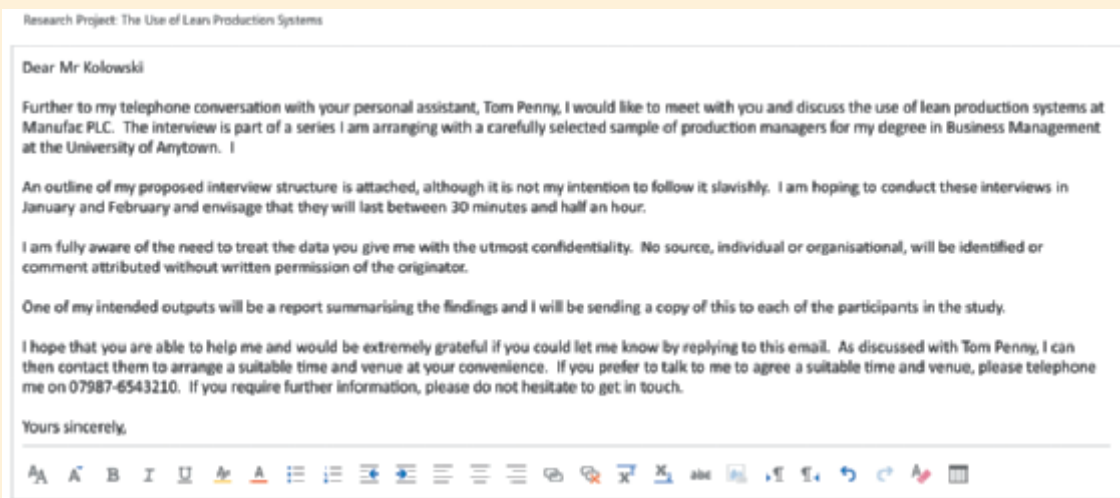 Research Project: The Use of Lean Production Systems
Dear Mr Kolowski
Further to my telephone conversation with your personal assistant, Tom Penny, I would like to meet with you and discuss the use of lean production systems at
Manufac PLC. The interview is part of a series I am arranging with a carefully selected sample of production managers for my degree in Business Management
at the University of Anytown. I
An outline of my proposed interview structure is attached, although it is not my intention to follow it slavishly. I am hoping to conduct these interviews in
January and February and envisage that they will last between 30 minutes and half an hour.
I am fully aware of the need to treat the data you give me with the utmost confidentiality. No source, individual or organisational, will be identified or
comment attributed without written permission of the originator.
One of my intended outputs will be a report summarising the findings and I will be sending a copy of this to each of the participants in the study.
I hope that you are able to help me and would be extremely grateful if you could let me know by replying to this email. As discussed with Tom Penny, I can
then contact them to arrange a suitable time and venue at your convenience. If you prefer to talk to me to agree a suitable time and venue, please telephone
me on 07987-6543210. If you require further information, please do not hesitate to get in touch.
Yours sincerely,
AA A B I U A abc